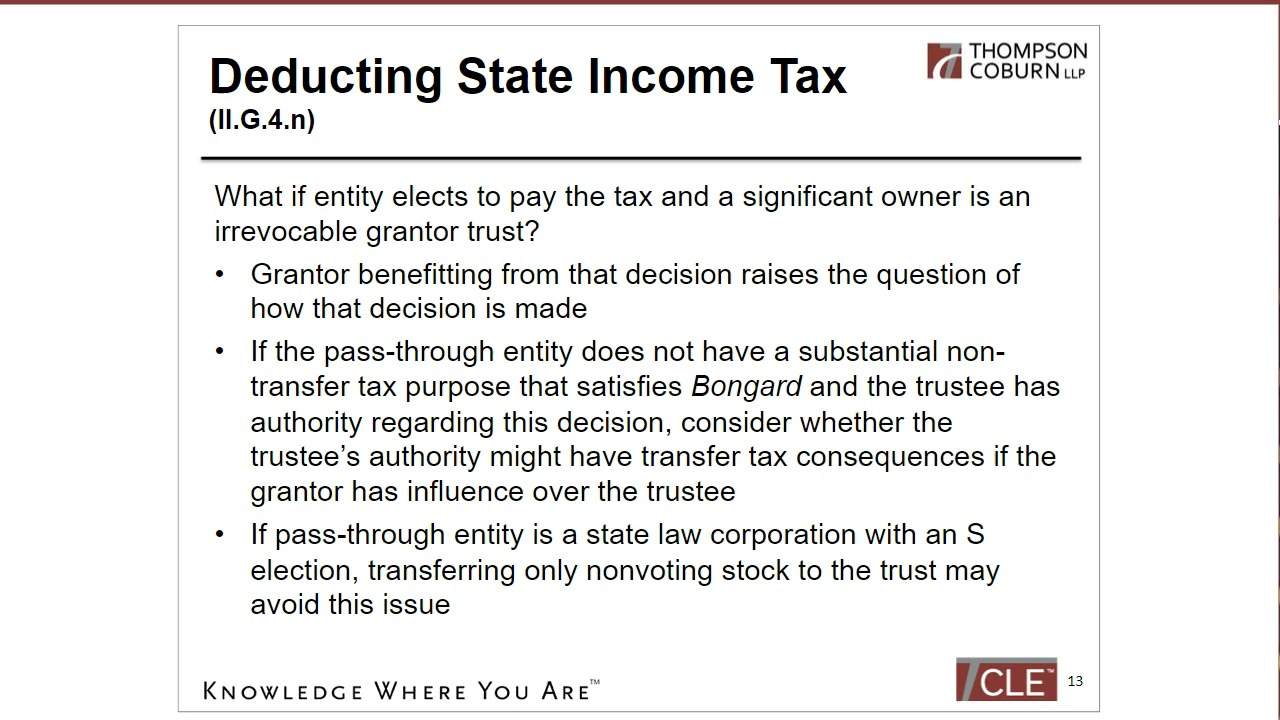 Deducting State Income Tax
(II.G.4.n)
THOMPSON
COBURN LLP
What if entity elects to pay the tax and a significant owner is an
irrevocable grantor trust?
• Grantor benefitting from that decision raises the question of
how that decision is made
• If the pass-through entity does not have a substantial non-
transfer tax purpose that satisfies Bongard and the trustee has
authority regarding this decision, consider whether the
trustee’s authority might have transfer tax consequences if the
grantor has influence over the trustee
• If pass-through entity is a state law corporation with an S
election, transferring only nonvoting stock to the trust may
avoid this issue
KNOWLEDGE WHERE YOU ARE™
CLE™
13